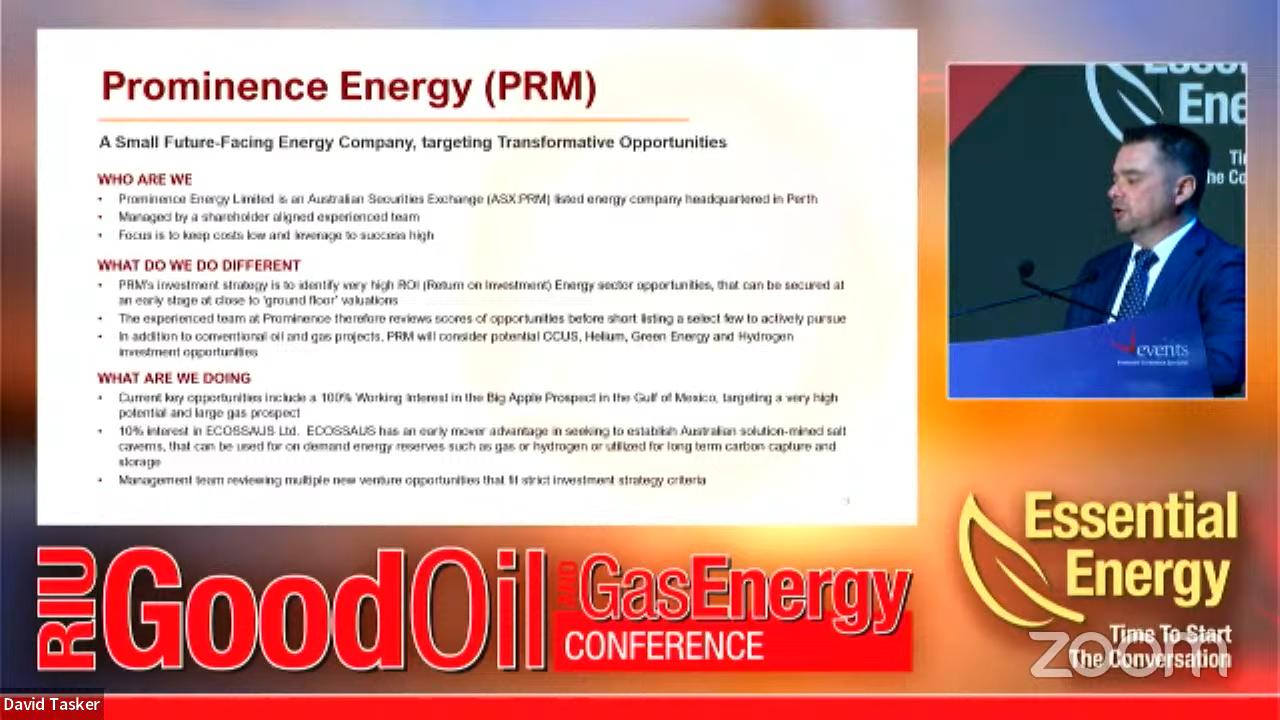 Prominence Energy (PRM)
A Small Future-Facing Energy Company, targeting Transformative Opportunities
WHO ARE WE
• Prominence Energy Limited is an Australian Securities Exchange (ASX:PRM) listed energy company headquartered in Perth
• Managed by a shareholder aligned experienced team
• Focus is to keep costs low and leverage to success high
WHAT DO WE DO DIFFERENT
• PRM's investment strategy is to identify very high ROI (Return on Investment) Energy sector opportunities, that can be secured at
an early stage at close to 'ground floor' valuations
• The experienced team at Prominence therefore reviews scores of opportunities before short listing a select few to actively pursue
• In addition to conventional oil and gas projects, PRM will consider potential CCUS, Helium, Green Energy and Hydrogen
investment opportunities
WHAT ARE WE DOING
• Current key opportunities include a 100% Working Interest in the Big Apple Prospect in the Gulf of Mexico, targeting a very high
potential and large gas prospect
• 10% interest in ECOSSAUS Ltd. ECOSSAUS has an early mover advantage in seeking to establish Australian solution-mined salt
caverns, that can be used for on demand energy reserves such as gas or hydrogen or utilized for long term carbon capture and
storage
• Management team reviewing multiple new venture opportunities that fit strict investment strategy criteria
Ene
Ti
he Co
events
RIU
GoodOil
AND
GasEnergy
CONFERENCE
Essential
Energy
Time To Start
The Conversation
zoom
David Tasker